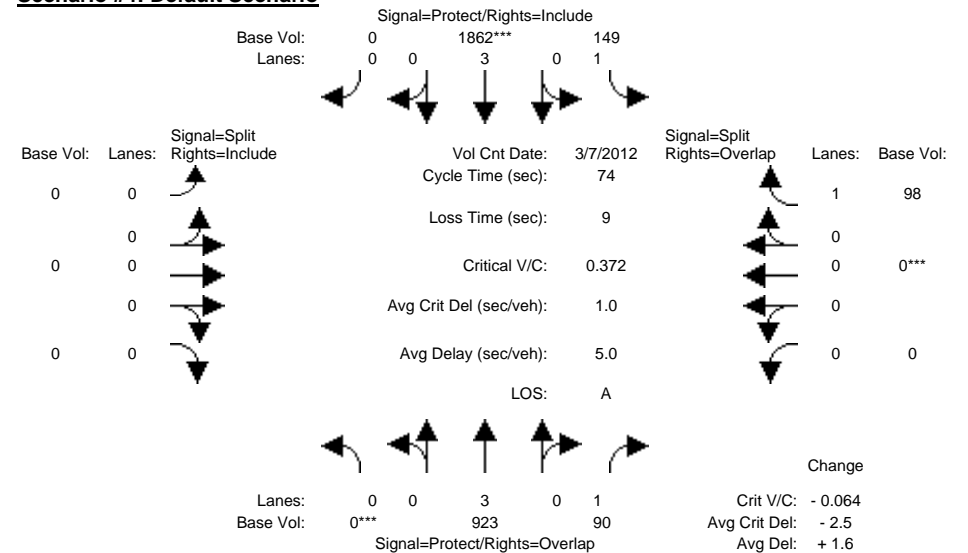 Scenario #1: Default Scenario
Signal=Protect/Rights=Include
Base Vol: 0 1862*** 149
Lanes: 0 0 3 0 1
Signal=Split
Rights=Include
Base Vol: Lanes:
Vol Cnt Date: 3/7/2012
Signal=Split
Rights=Overlap
Lanes: Base Vol:
Cycle Time (sec): 74
0 0
1 98
Loss Time (sec): 9
0
0
0 0
Critical V/C: 0.372
0 0***
0
Avg Crit Del (sec/veh): 1.0
0
0 0
Avg Delay (sec/veh): 5.0
0 0
LOS: A
Lanes: 0 0 3 0 1
Base Vol: 0*** 923 90
Signal=Protect/Rights=Overlap
Change
Crit V/C: - 0.064
Avg Crit Del: - 2.5
Avg Del: + 1.6